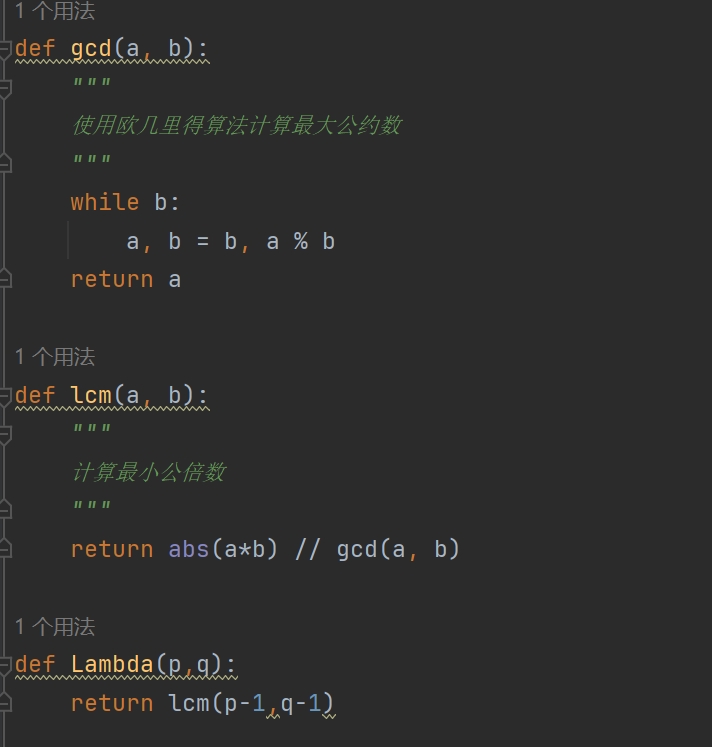 1 个用法
def gcd(a, b):
    """
    使用欧几里得算法计算最大公约数
    """
    while b:
        a, b = b, a % b
    return a
1 个用法
def lcm(a, b):
    """
    计算最小公倍数
    """
    return abs(a*b) // gcd(a, b)
1 个用法
def Lambda(p,q):
    return lcm(p-1,q-1)